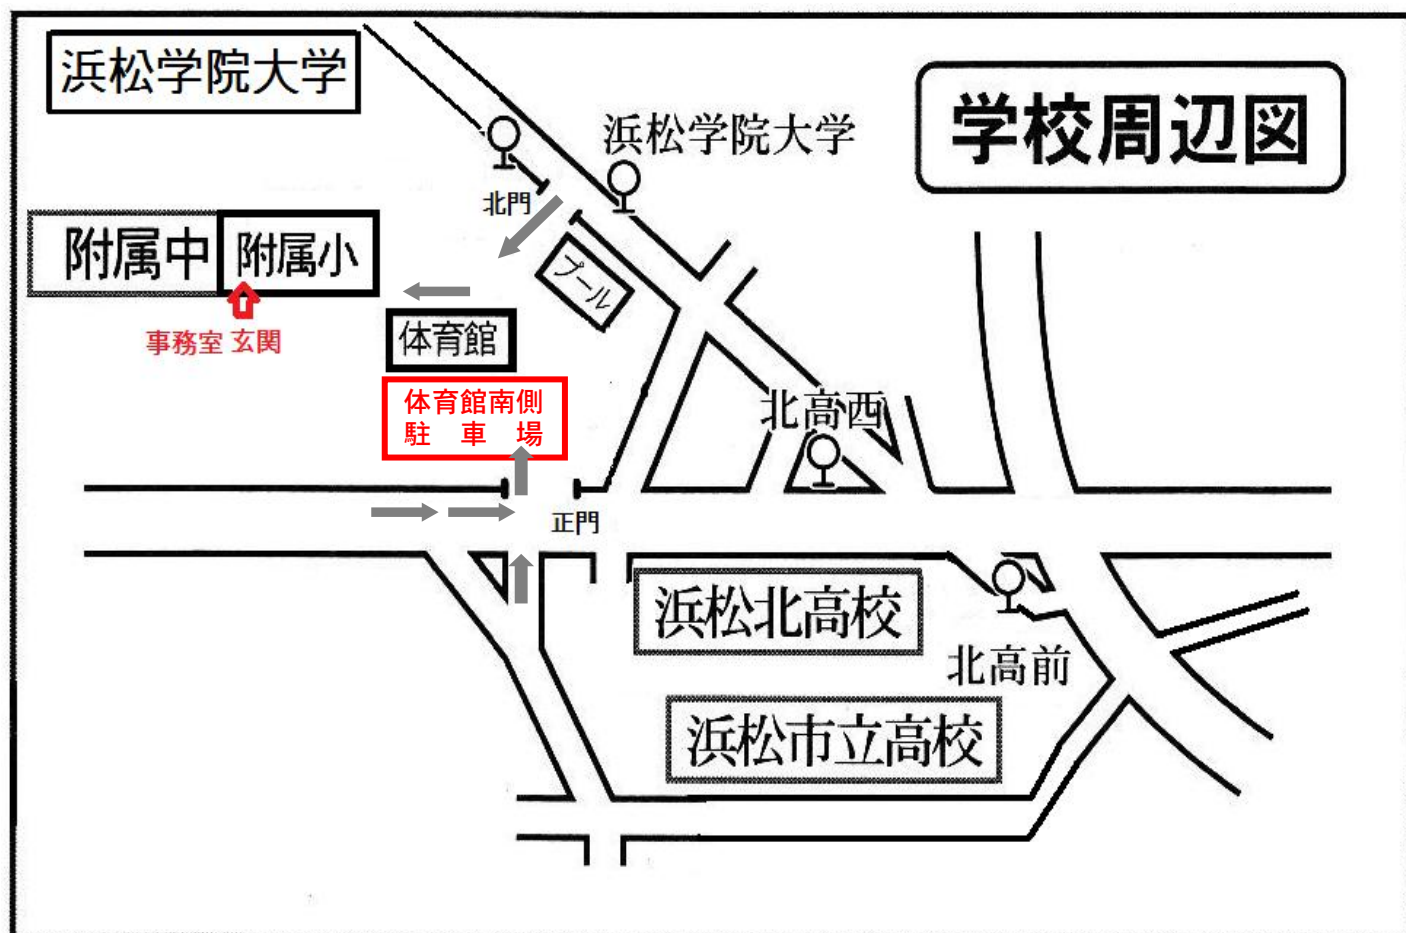 浜松学院大学
学校周辺図
浜松学院大学
北門
附属中
附属小
プール
事務室 玄関
体育館
体育館南側
駐車場
北高西
正門
浜松北高校
北高前
浜松市立高校